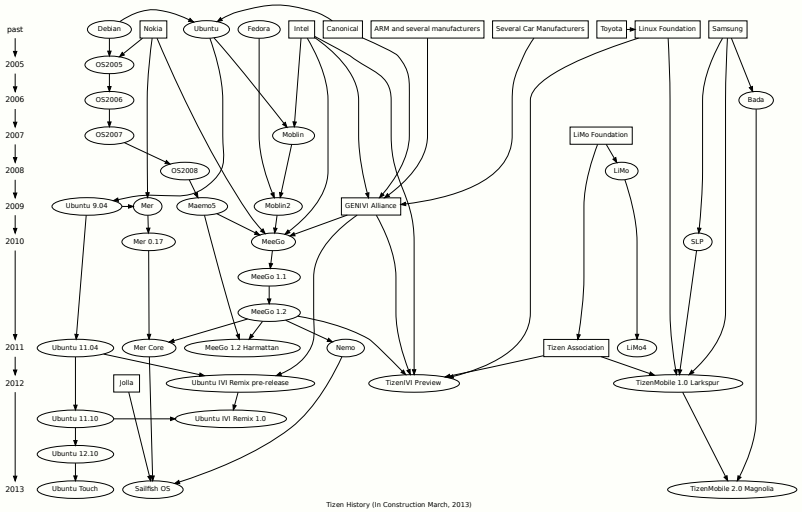 past
Debian
Nokia
Ubuntu
Fedora
Intel
Canonical
ARM and several manufacturers
Several Car Manufacturers
Toyota
Linux Foundation
Samsung
2005
OS2005
2006
OS2006
Bada
2007
OS2007
Moblin
LiMo Foundation
2008
OS2008
LiMo
2009
Ubuntu 9.04
Mer
Maemo5
Moblin2
GENIVI Alliance
2010
Mer 0.17
MeeGo
SLP
MeeGo 1.1
MeeGo 1.2
2011
Ubuntu 11.04
Mer Core
MeeGo 1.2 Harmattan
Nemo
Tizen Association
LiMo4
2012
Jolla
Ubuntu IVI Remix pre-release
TizenIVI Preview
TizenMobile 1.0 Larkspur
Ubuntu 11.10
Ubuntu IVI Remix 1.0
Ubuntu 12.10
2013
Ubuntu Touch
Sailfish OS
TizenMobile 2.0 Magnolia
Tizen History (In Construction March, 2013)